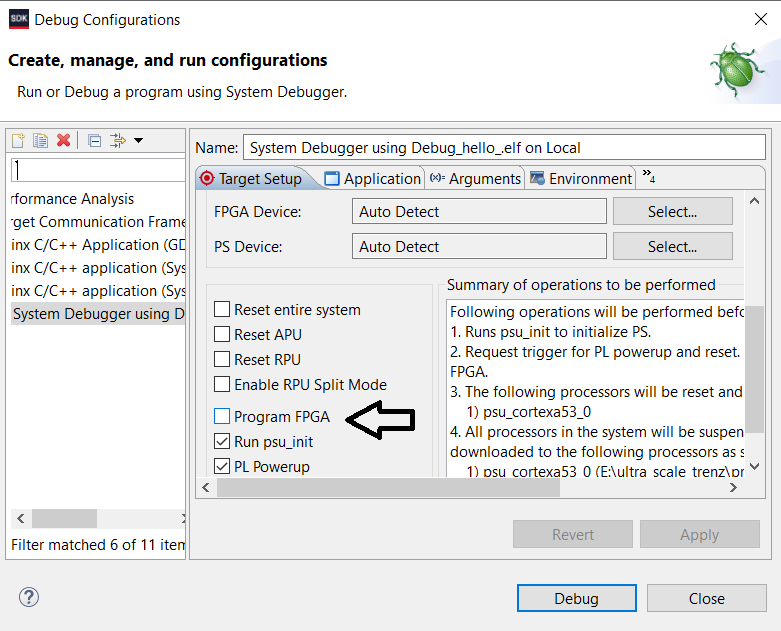 SDK Debug Configurations
Create, manage, and run configurations
Run or Debug a program using System Debugger.
Name: System Debugger using Debug_hello_.elf on Local
Target Setup Application (x)= Arguments Environment »4
rformance Analysis
rget Communication Frame
inx C/C++ Application (GD
inx C/C++ application (Sys
inx C/C++ application (Sys
System Debugger using D
Filter matched 6 of 11 item
FPGA Device: Auto Detect Select...
PS Device: Auto Detect Select...
Reset entire system
Reset APU
Reset RPU
Enable RPU Split Mode
Program FPGA
Run psu_init
PL Powerup
Summary of operations to be performed
Following operations will be performed befo
1. Runs psu_init to initialize PS.
2. Request trigger for PL powerup and reset.
FPGA.
3. The following processors will be reset and
1) psu_cortexa53_0
4. All processors in the system will be suspen
downloaded to the following processors as s
1) psu_cortexa53_0 (E:\ultra_scale_trenz\pr
Revert Apply
? Debug Close